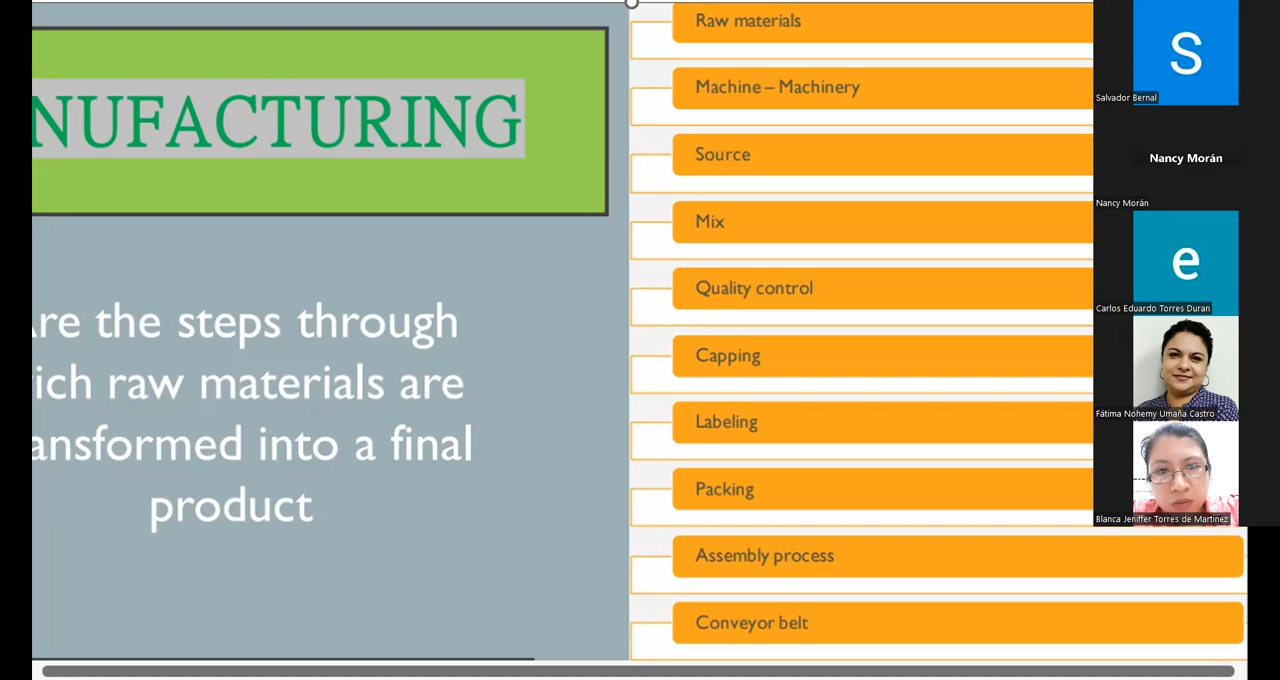 NUFACTURING
Are the steps through
ich raw materials are
ansformed into a final
product
Raw materials
Machine – Machinery
Source
Mix
Quality control
Capping
Labeling
Packing
Assembly process
Conveyor belt
S
Salvador Bernal
Nancy Morán
Nancy Morán
e
Carlos Eduardo Torres Duran
Fátima Nohemy Umaña Castro
Blanca Jeniffer Torres de Martinez